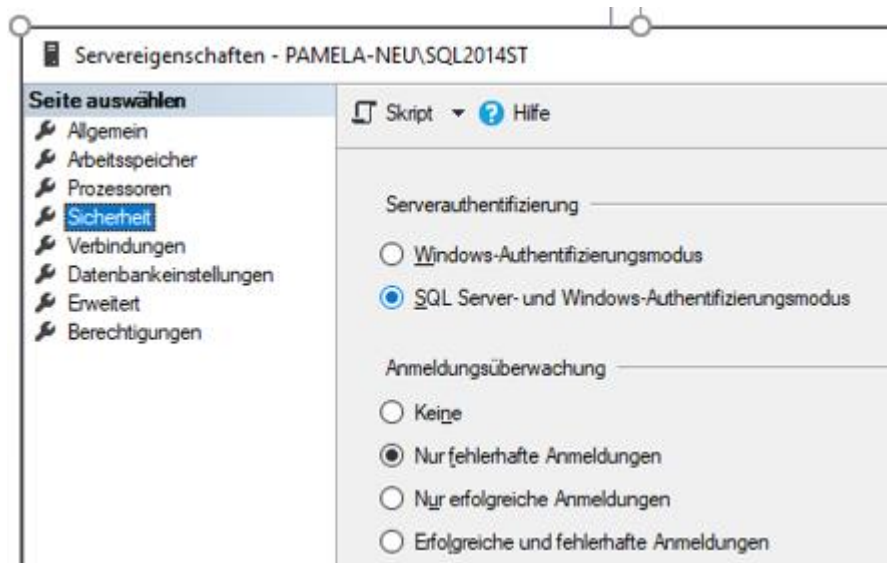 Servereigenschaften - PAMELA-NEU\SQL2014ST
Seite auswählen
Allgemein
Arbeitsspeicher
Prozessoren
Sicherheit
Verbindungen
Datenbankeinstellungen
Erweitert
Berechtigungen
Skript
Hilfe
Serverauthentifizierung
Windows-Authentifizierungsmodus
SQL Server- und Windows-Authentifizierungsmodus
Anmeldungsüberwachung
Keine
Nur fehlerhafte Anmeldungen
Nur erfolgreiche Anmeldungen
Erfolgreiche und fehlerhafte Anmeldungen